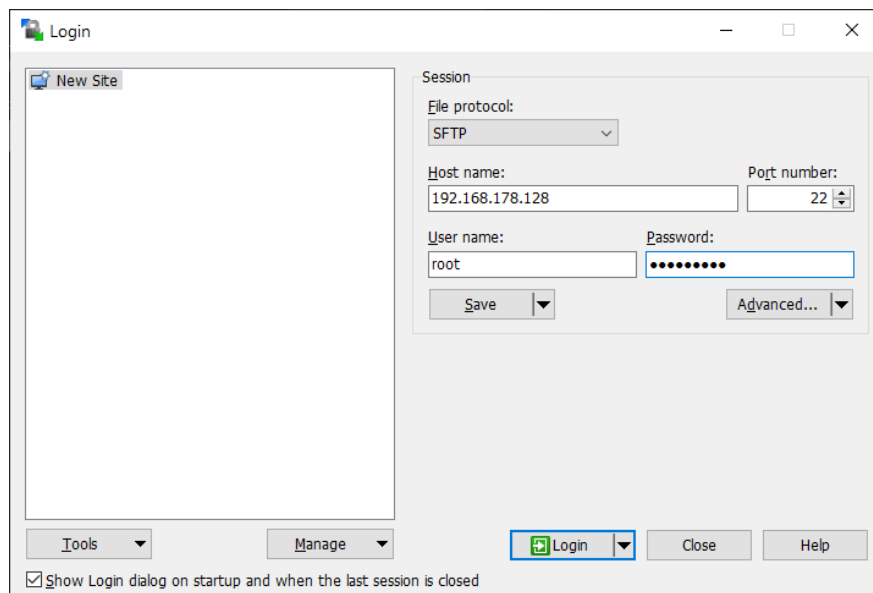 Login
New Site
Session
File protocol:
SFTP
Host name:
Port number:
192.168.178.128
22
User name:
Password:
root
•••••••••
Save
Advanced...
Tools
Manage
Login
Close
Help
Show Login dialog on startup and when the last session is closed